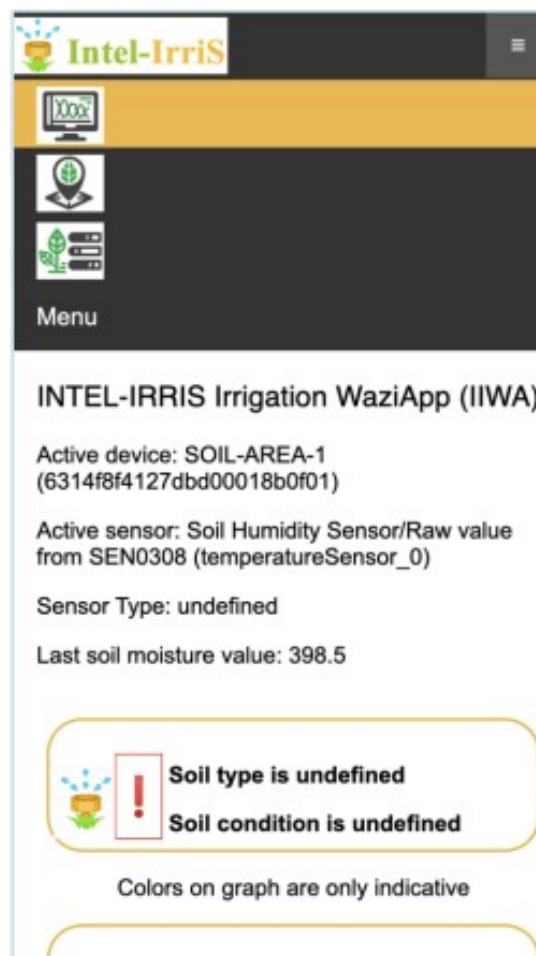 Intel-IrriS
≡
Menu
INTEL-IRRIS Irrigation WaziApp (IIWA)
Active device: SOIL-AREA-1
(6314f8f4127dbd00018b0f01)
Active sensor: Soil Humidity Sensor/Raw value
from SEN0308 (temperatureSensor_0)
Sensor Type: undefined
Last soil moisture value: 398.5
! Soil type is undefined
Soil condition is undefined
Colors on graph are only indicative